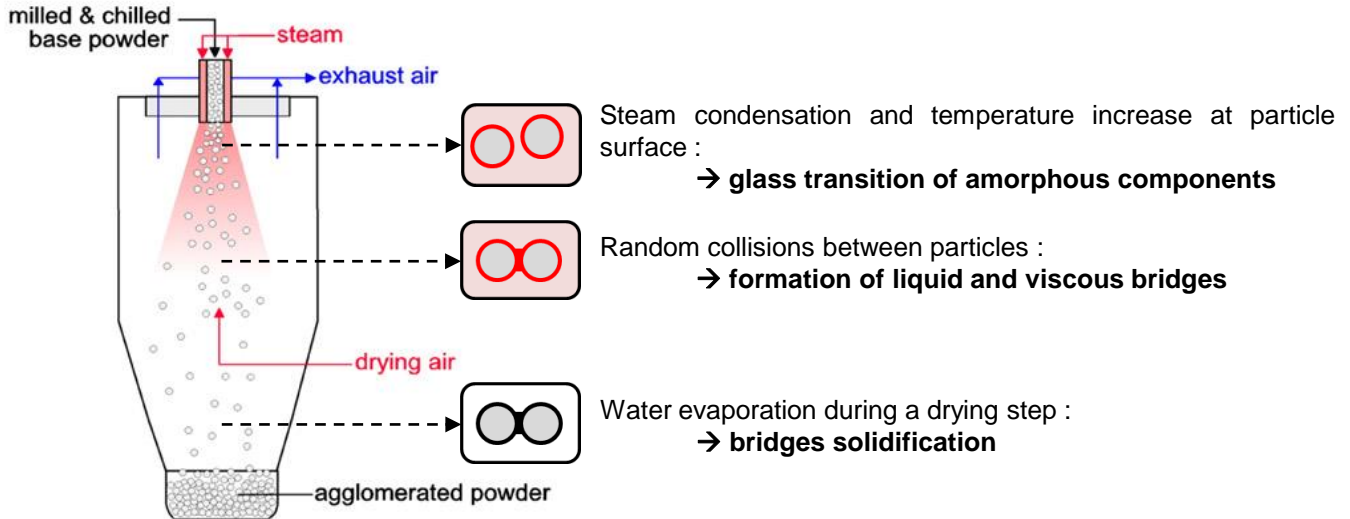 milled & chilled
base powder
steam
exhaust air
Steam condensation and temperature increase at particle
surface :
→ glass transition of amorphous components
Random collisions between particles :
→ formation of liquid and viscous bridges
drying air
Water evaporation during a drying step :
→ bridges solidification
agglomerated powder